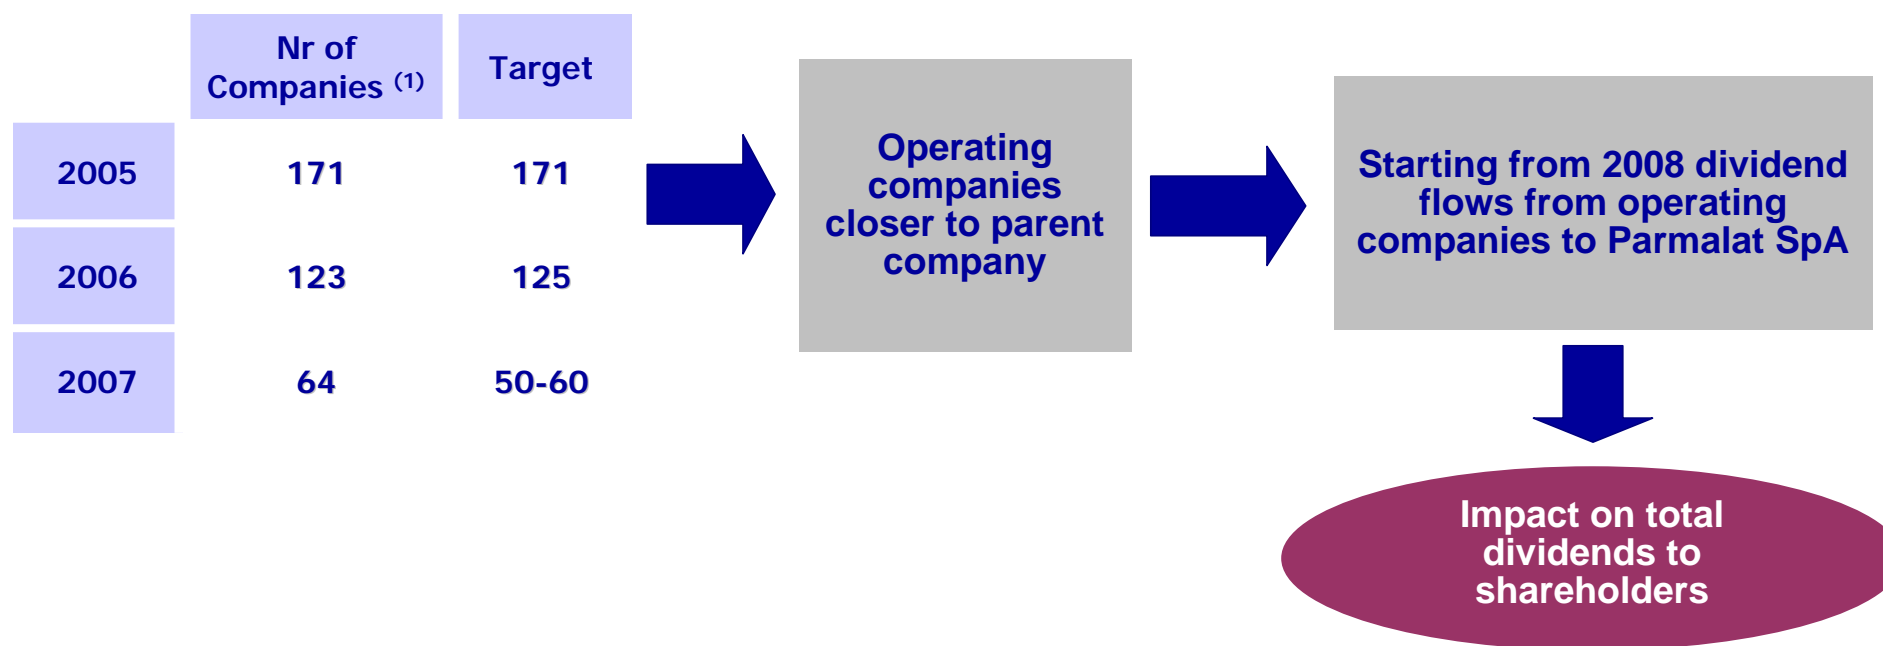 Nr of
Companies (1)
Target
2005
171
171
2006
123
125
2007
64
50-60
Operating
companies
closer to parent
company
Starting from 2008 dividend
flows from operating
companies to Parmalat SpA
Impact on total
dividends to
shareholders